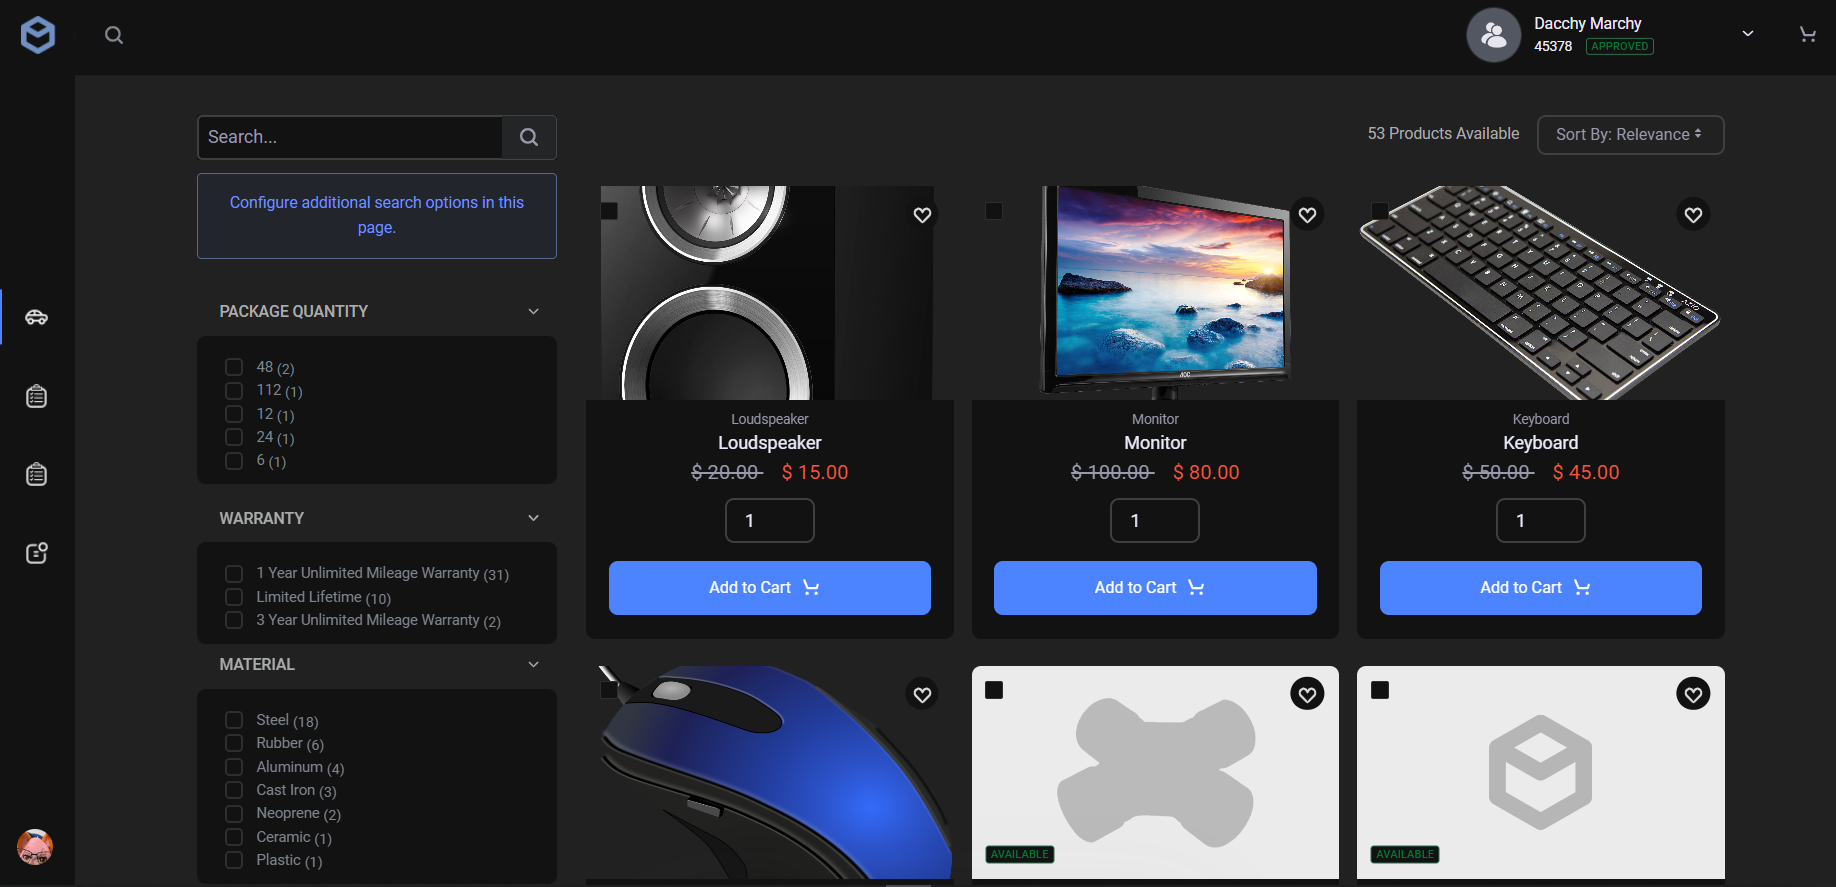 Dacchy Marchy
45378 APPROVED
Search...
53 Products Available
Sort By: Relevance
Configure additional search options in this
page.
PACKAGE QUANTITY
48 (2)
112 (1)
12 (1)
24 (1)
6 (1)
WARRANTY
1 Year Unlimited Mileage Warranty (31)
Limited Lifetime (10)
3 Year Unlimited Mileage Warranty (2)
MATERIAL
Steel (18)
Rubber (6)
Aluminum (4)
Cast Iron (3)
Neoprene (2)
Ceramic (1)
Plastic (1)
Loudspeaker
Loudspeaker
$ 20.00 $ 15.00
1
Add to Cart
AOC
Monitor
Monitor
$ 100.00 $ 80.00
1
Add to Cart
Keyboard
Keyboard
$ 50.00 $ 45.00
1
Add to Cart
AVAILABLE
AVAILABLE